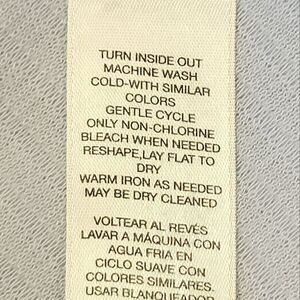 TURN INSIDE OUT
MACHINE WASH
COLD-WITH SIMILAR
COLORS
GENTLE CYCLE
ONLY NON-CHLORINE
BLEACH WHEN NEEDED
RESHAPE,LAY FLAT TO
DRY
WARM IRON AS NEEDED
MAY BE DRY CLEANED
VOLTEAR AL REVÉS
LAVAR A MÁQUINA CON
AGUA FRIA EN
CICLO SUAVE CON
COLORES SIMILARES.
USAR BLANQUEADOR